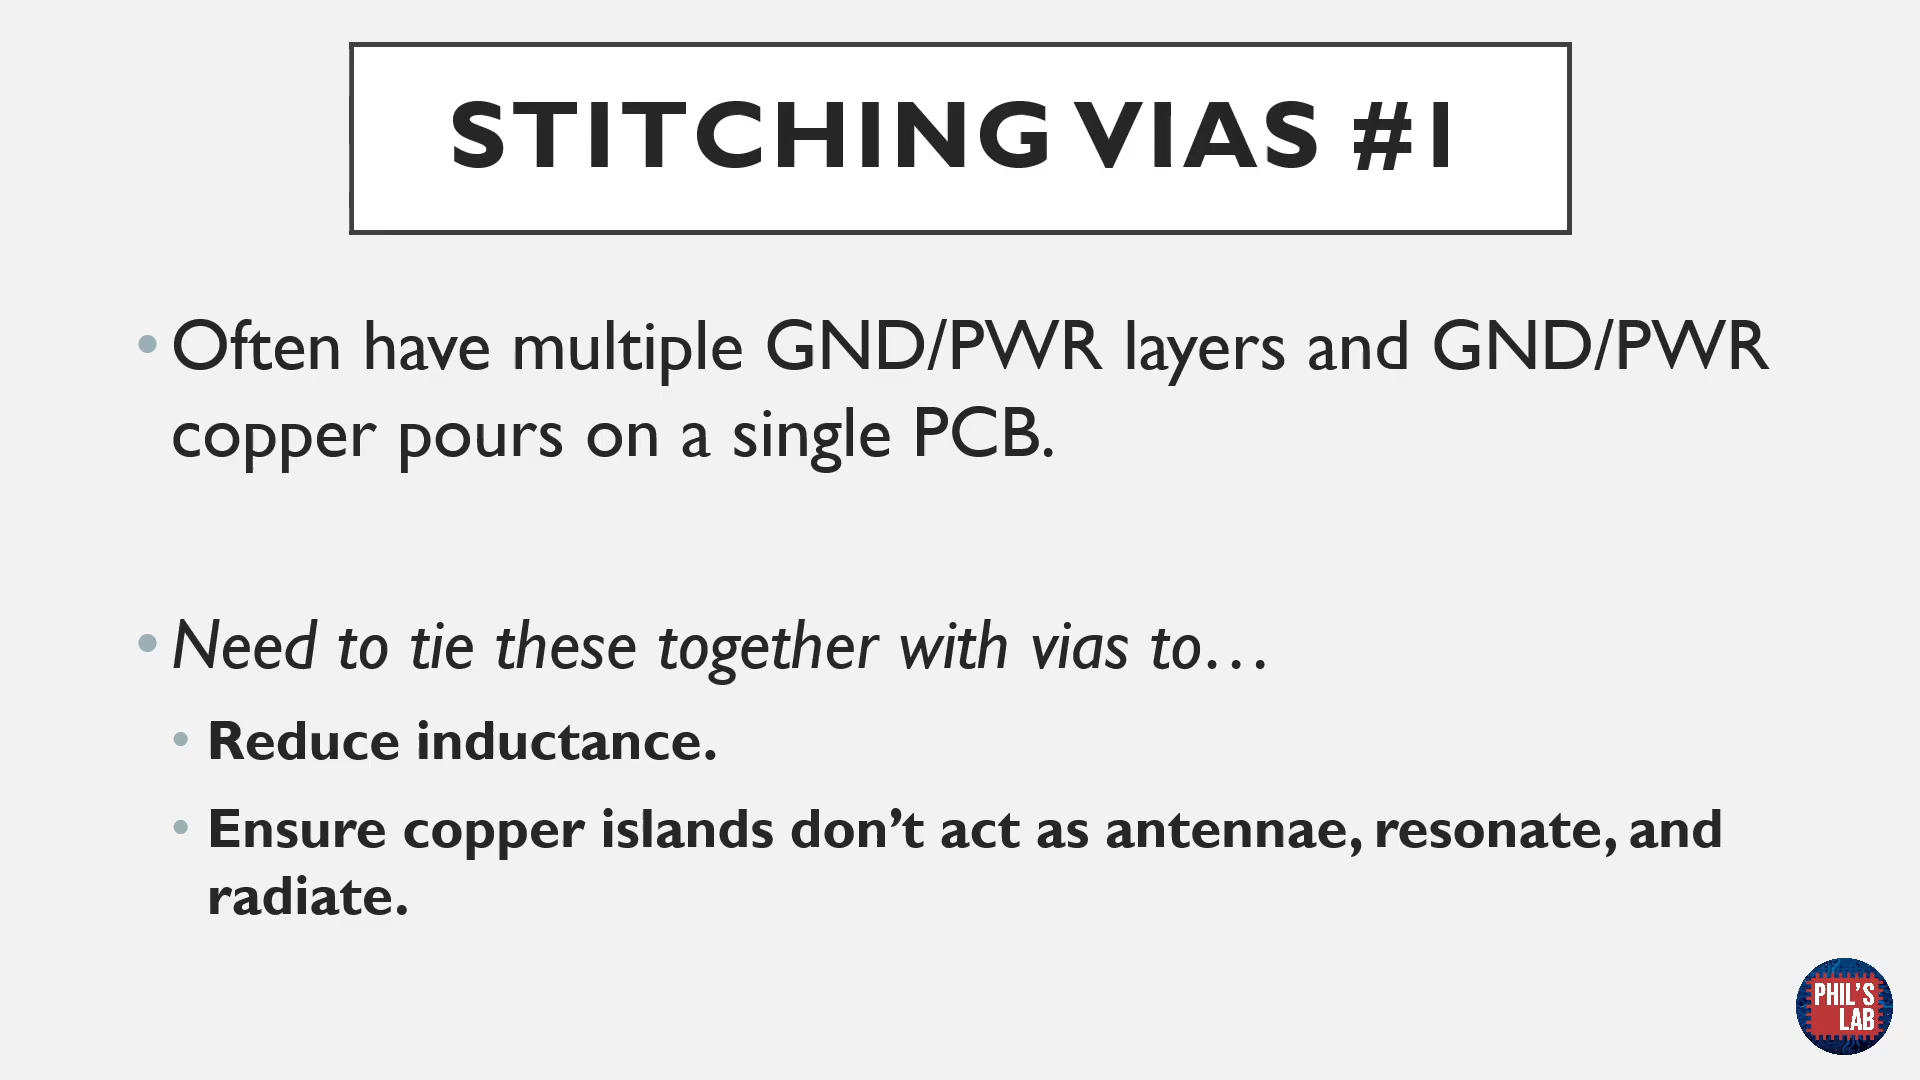 STITCHING VIAS #1
• Often have multiple GND/PWR layers and GND/PWR
copper pours on a single PCB.
• Need to tie these together with vias to…
• Reduce inductance.
• Ensure copper islands don’t act as antennae, resonate, and
radiate.
PHIL’S
LAB